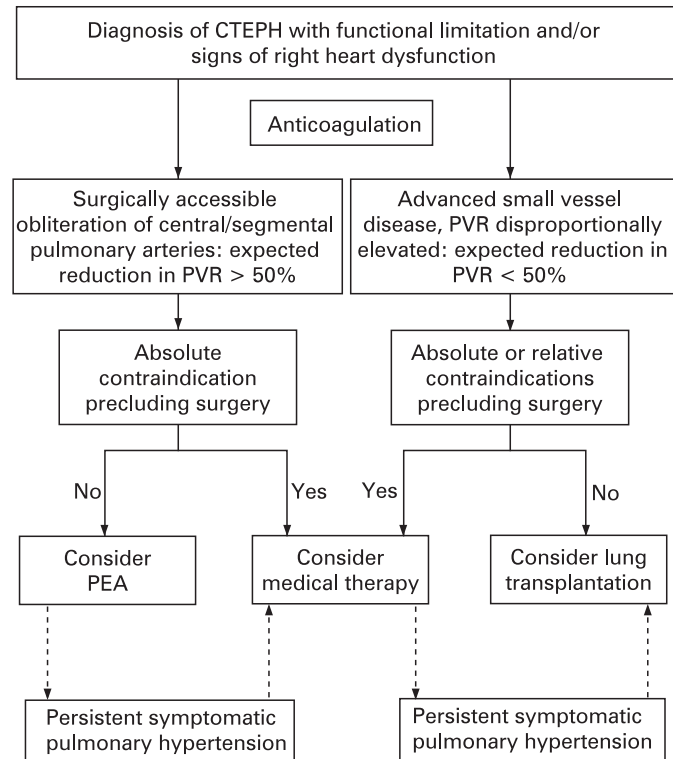 Diagnosis of CTEPH with functional limitation and/or
signs of right heart dysfunction
Anticoagulation
Surgically accessible
obliteration of central/segmental
pulmonary arteries: expected
reduction in PVR > 50%
Advanced small vessel
disease, PVR disproportionally
elevated: expected reduction in
PVR < 50%
Absolute
contraindication
precluding surgery
Absolute or relative
contraindications
precluding surgery
No
Yes
Yes
No
Consider
PEA
Consider
medical therapy
Consider lung
transplantation
Persistent symptomatic
pulmonary hypertension
Persistent symptomatic
pulmonary hypertension